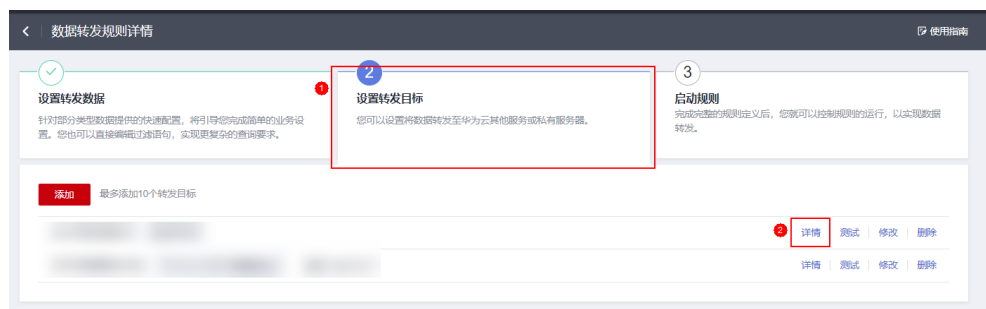 数据转发规则详情
使用指南
设置转发数据
针对部分类型数据提供的快速配置，将引导您完成简单的业务设
置。您也可以直接编辑过滤语句，实现更复杂的查询要求。
1
2
设置转发目标
您可以设置将数据转发至华为云其他服务或私有服务器。
3
启动规则
完成完整的规则定义后，您就可以控制规则的运行，以实现数据
转发。
添加 最多添加10个转发目标
2 详情 测试 修改 删除
详情 测试 修改 删除